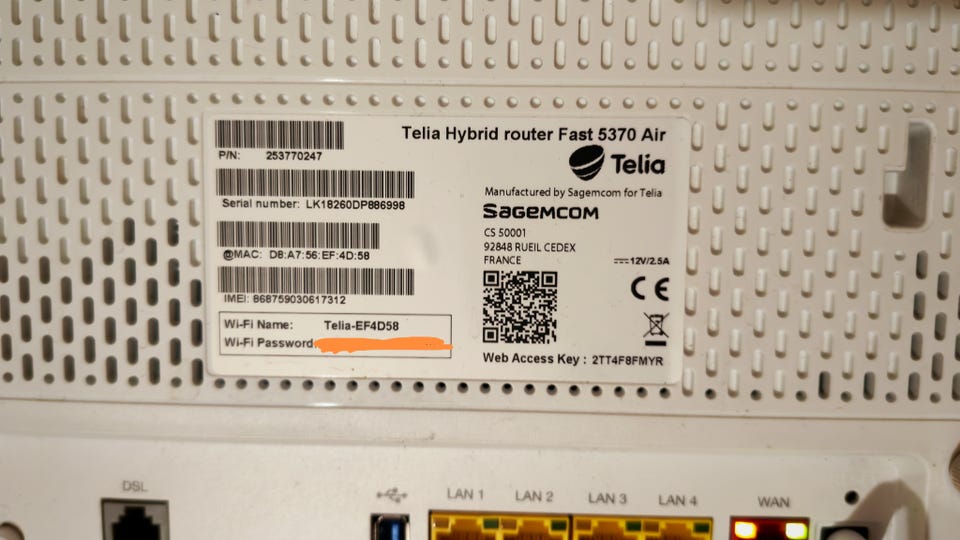 Telia Hybrid router Fast 5370 Air
P/N: 253770247
Telia
Serial number: LK18260DP886998
Manufactured by Sagemcom for Telia
SAGEMCOM
CS 50001
92848 RUEIL CEDEX
FRANCE
12V/2.5A
CE
@MAC: D8:A7:56:EF:4D:58
IMEI: 868759030617312
Wi-Fi Name: Telia-EF4D58
Wi-Fi Password
Web Access Key : 2TT4F8FMYR
DSL
LAN 1
LAN 2
LAN 3
LAN 4
WAN